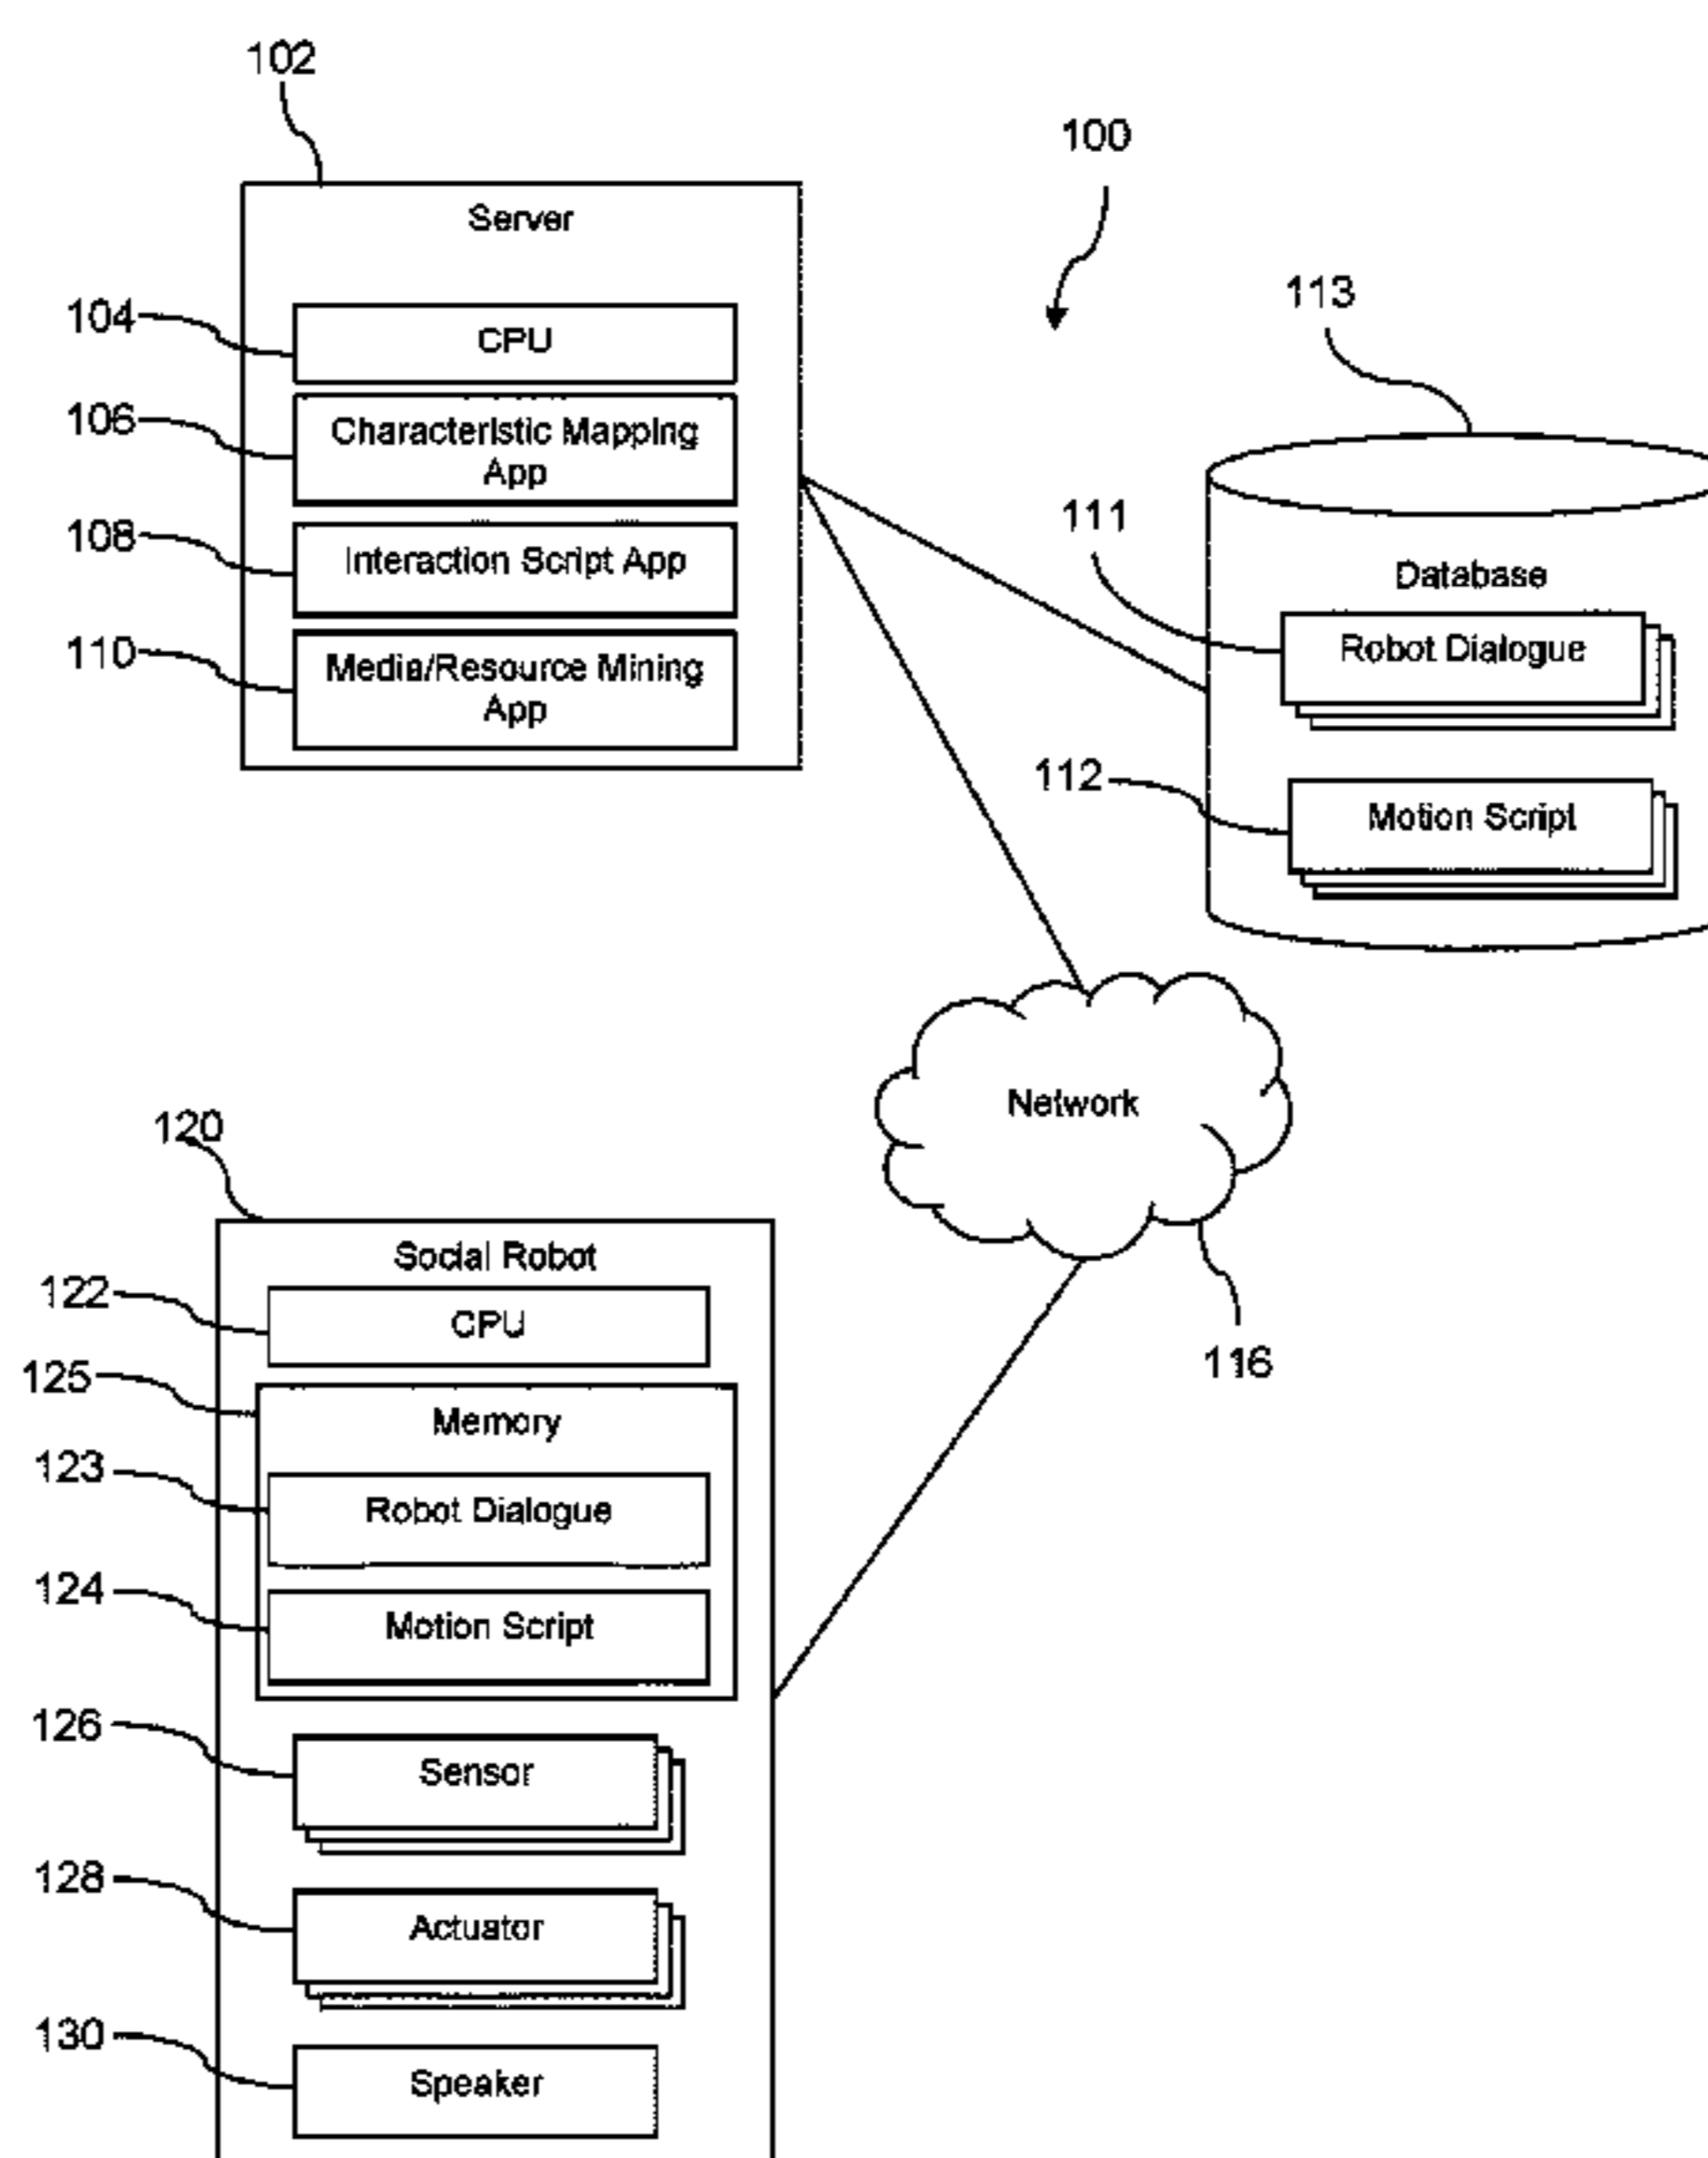 102
100
Server
113
104
CPU
106
Characteristic Mapping
App
111
108
Interaction Script App
Database
110
Media/Resource Mining
App
Robot Dialogue
112
Motion Script
Network
120
Social Robot
122
CPU
116
125
Memory
123
Robot Dialogue
124
Motion Script
126
Sensor
128
Actuator
130
Speaker